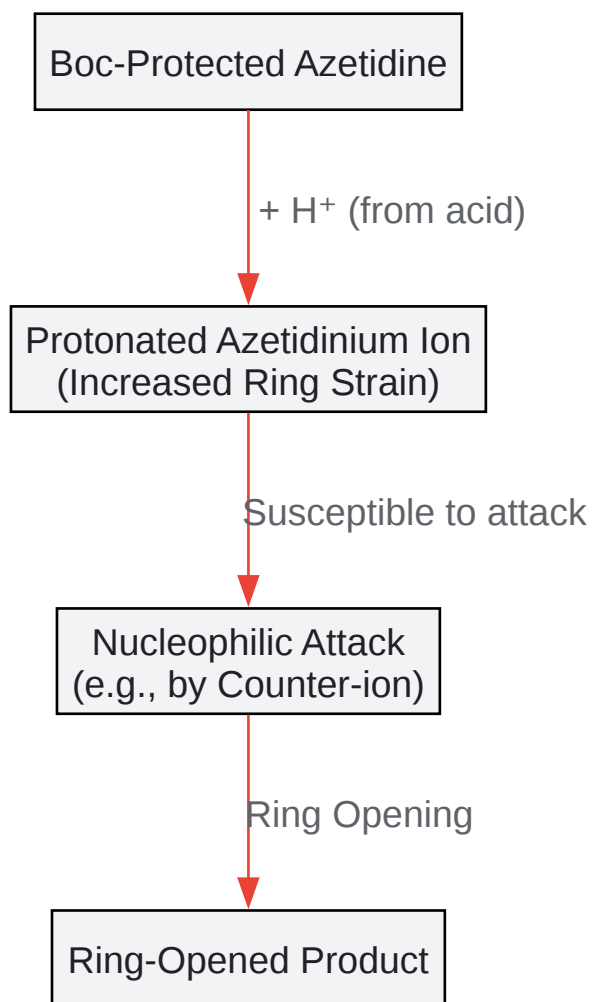 Boc-Protected Azetidine
+ H⁺ (from acid)
Protonated Azetidinium Ion
(Increased Ring Strain)
Susceptible to attack
Nucleophilic Attack
(e.g., by Counter-ion)
Ring Opening
Ring-Opened Product